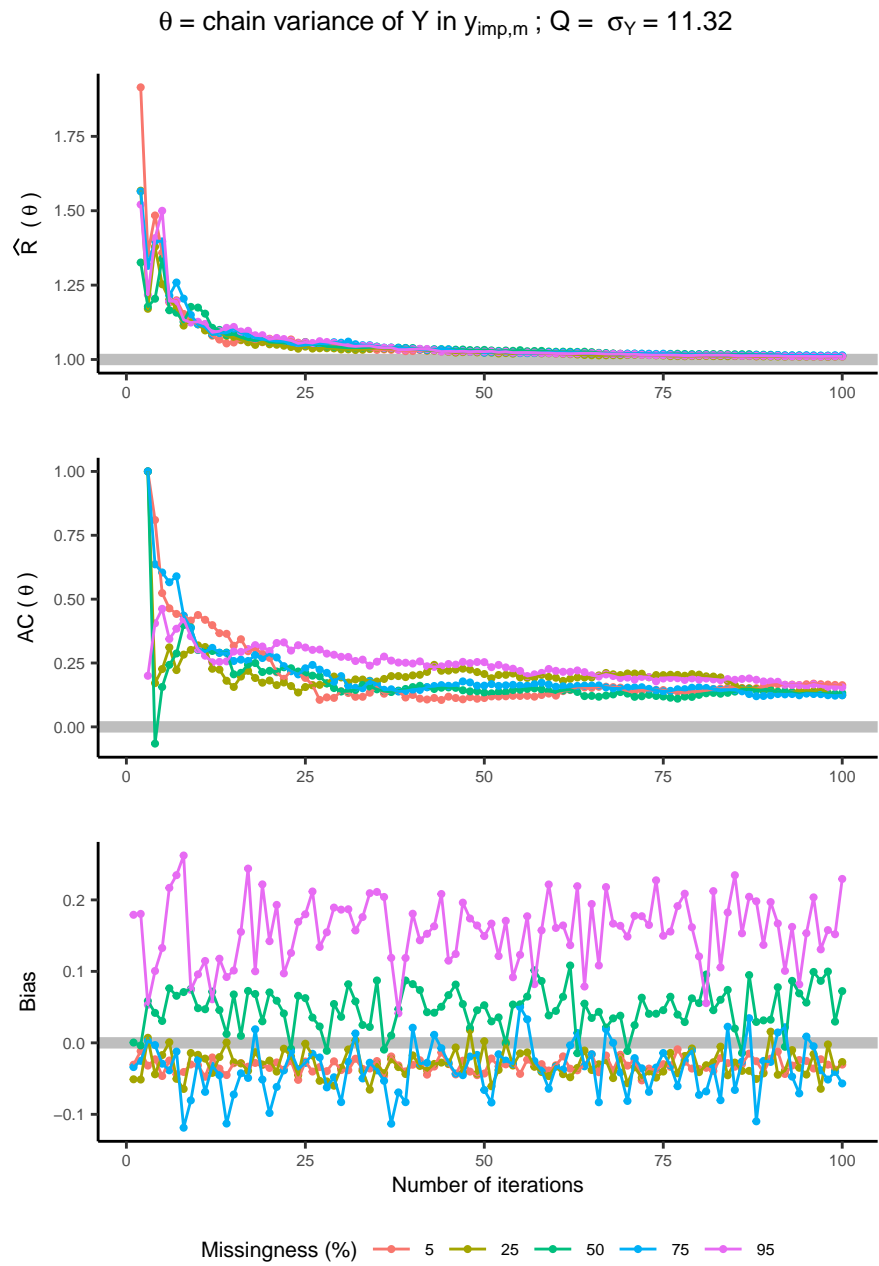 θ = chain variance of Y in y_imp,m ; Q = σ_Y = 11.32
1.75
1.50
1.25
1.00
R̂ (θ)
0 25 50 75 100
1.00
0.75
0.50
0.25
0.00
AC (θ)
0 25 50 75 100
0.2
0.1
0.0
−0.1
Bias
0 25 50 75 100
Number of iterations
Missingness (%) 5 25 50 75 95